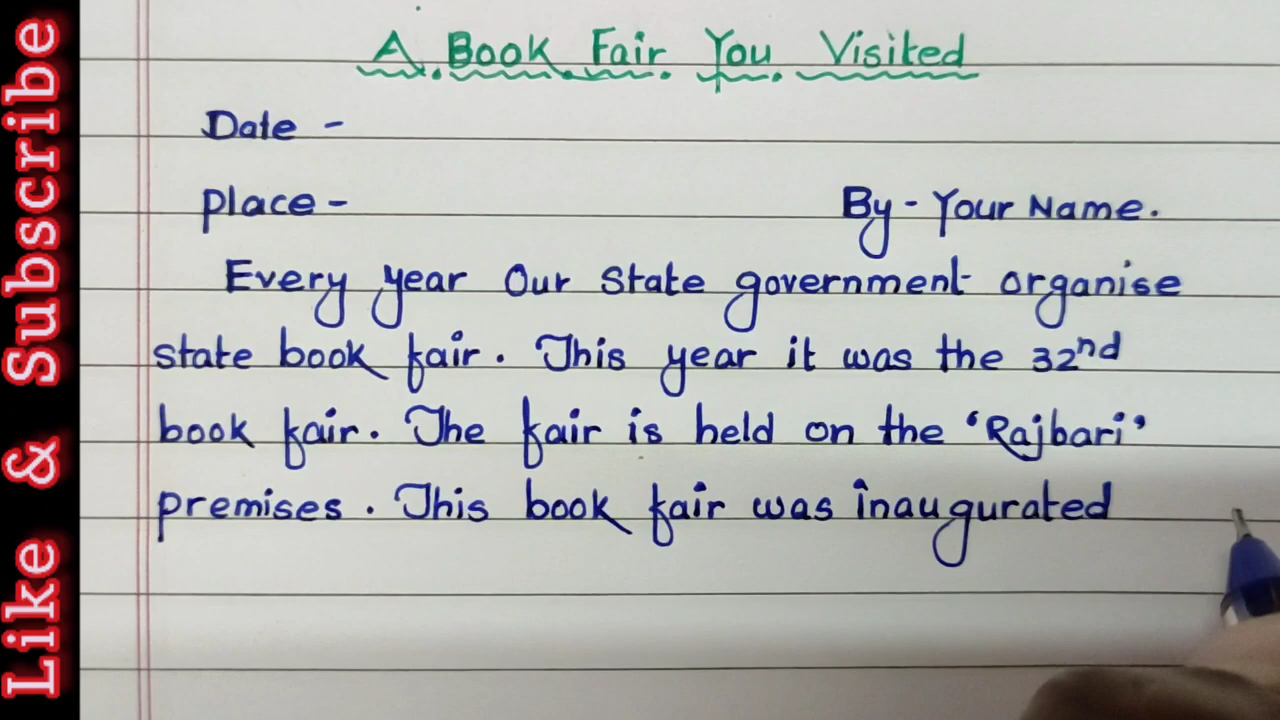 Like & Subscribe
A Book Fair You Visited
Date -
Place -
By - Your Name.
Every year Our State government organise
state book fair. This year it was the 32nd
book fair. The fair is held on the ‘Rajbari’
premises. This book fair was inaugurated